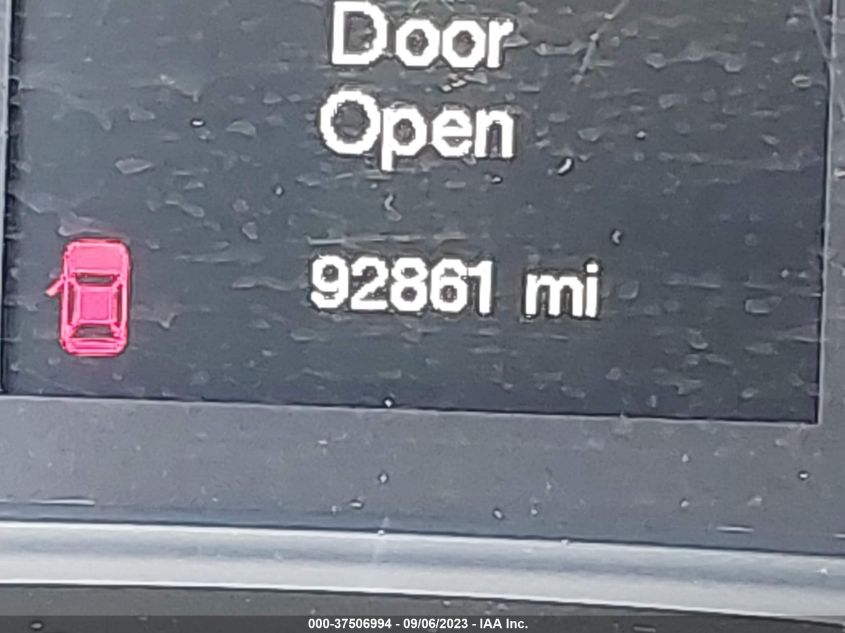 Door
Open
92861 mi
000-37506994 - 09/06/2023 - IAA Inc.